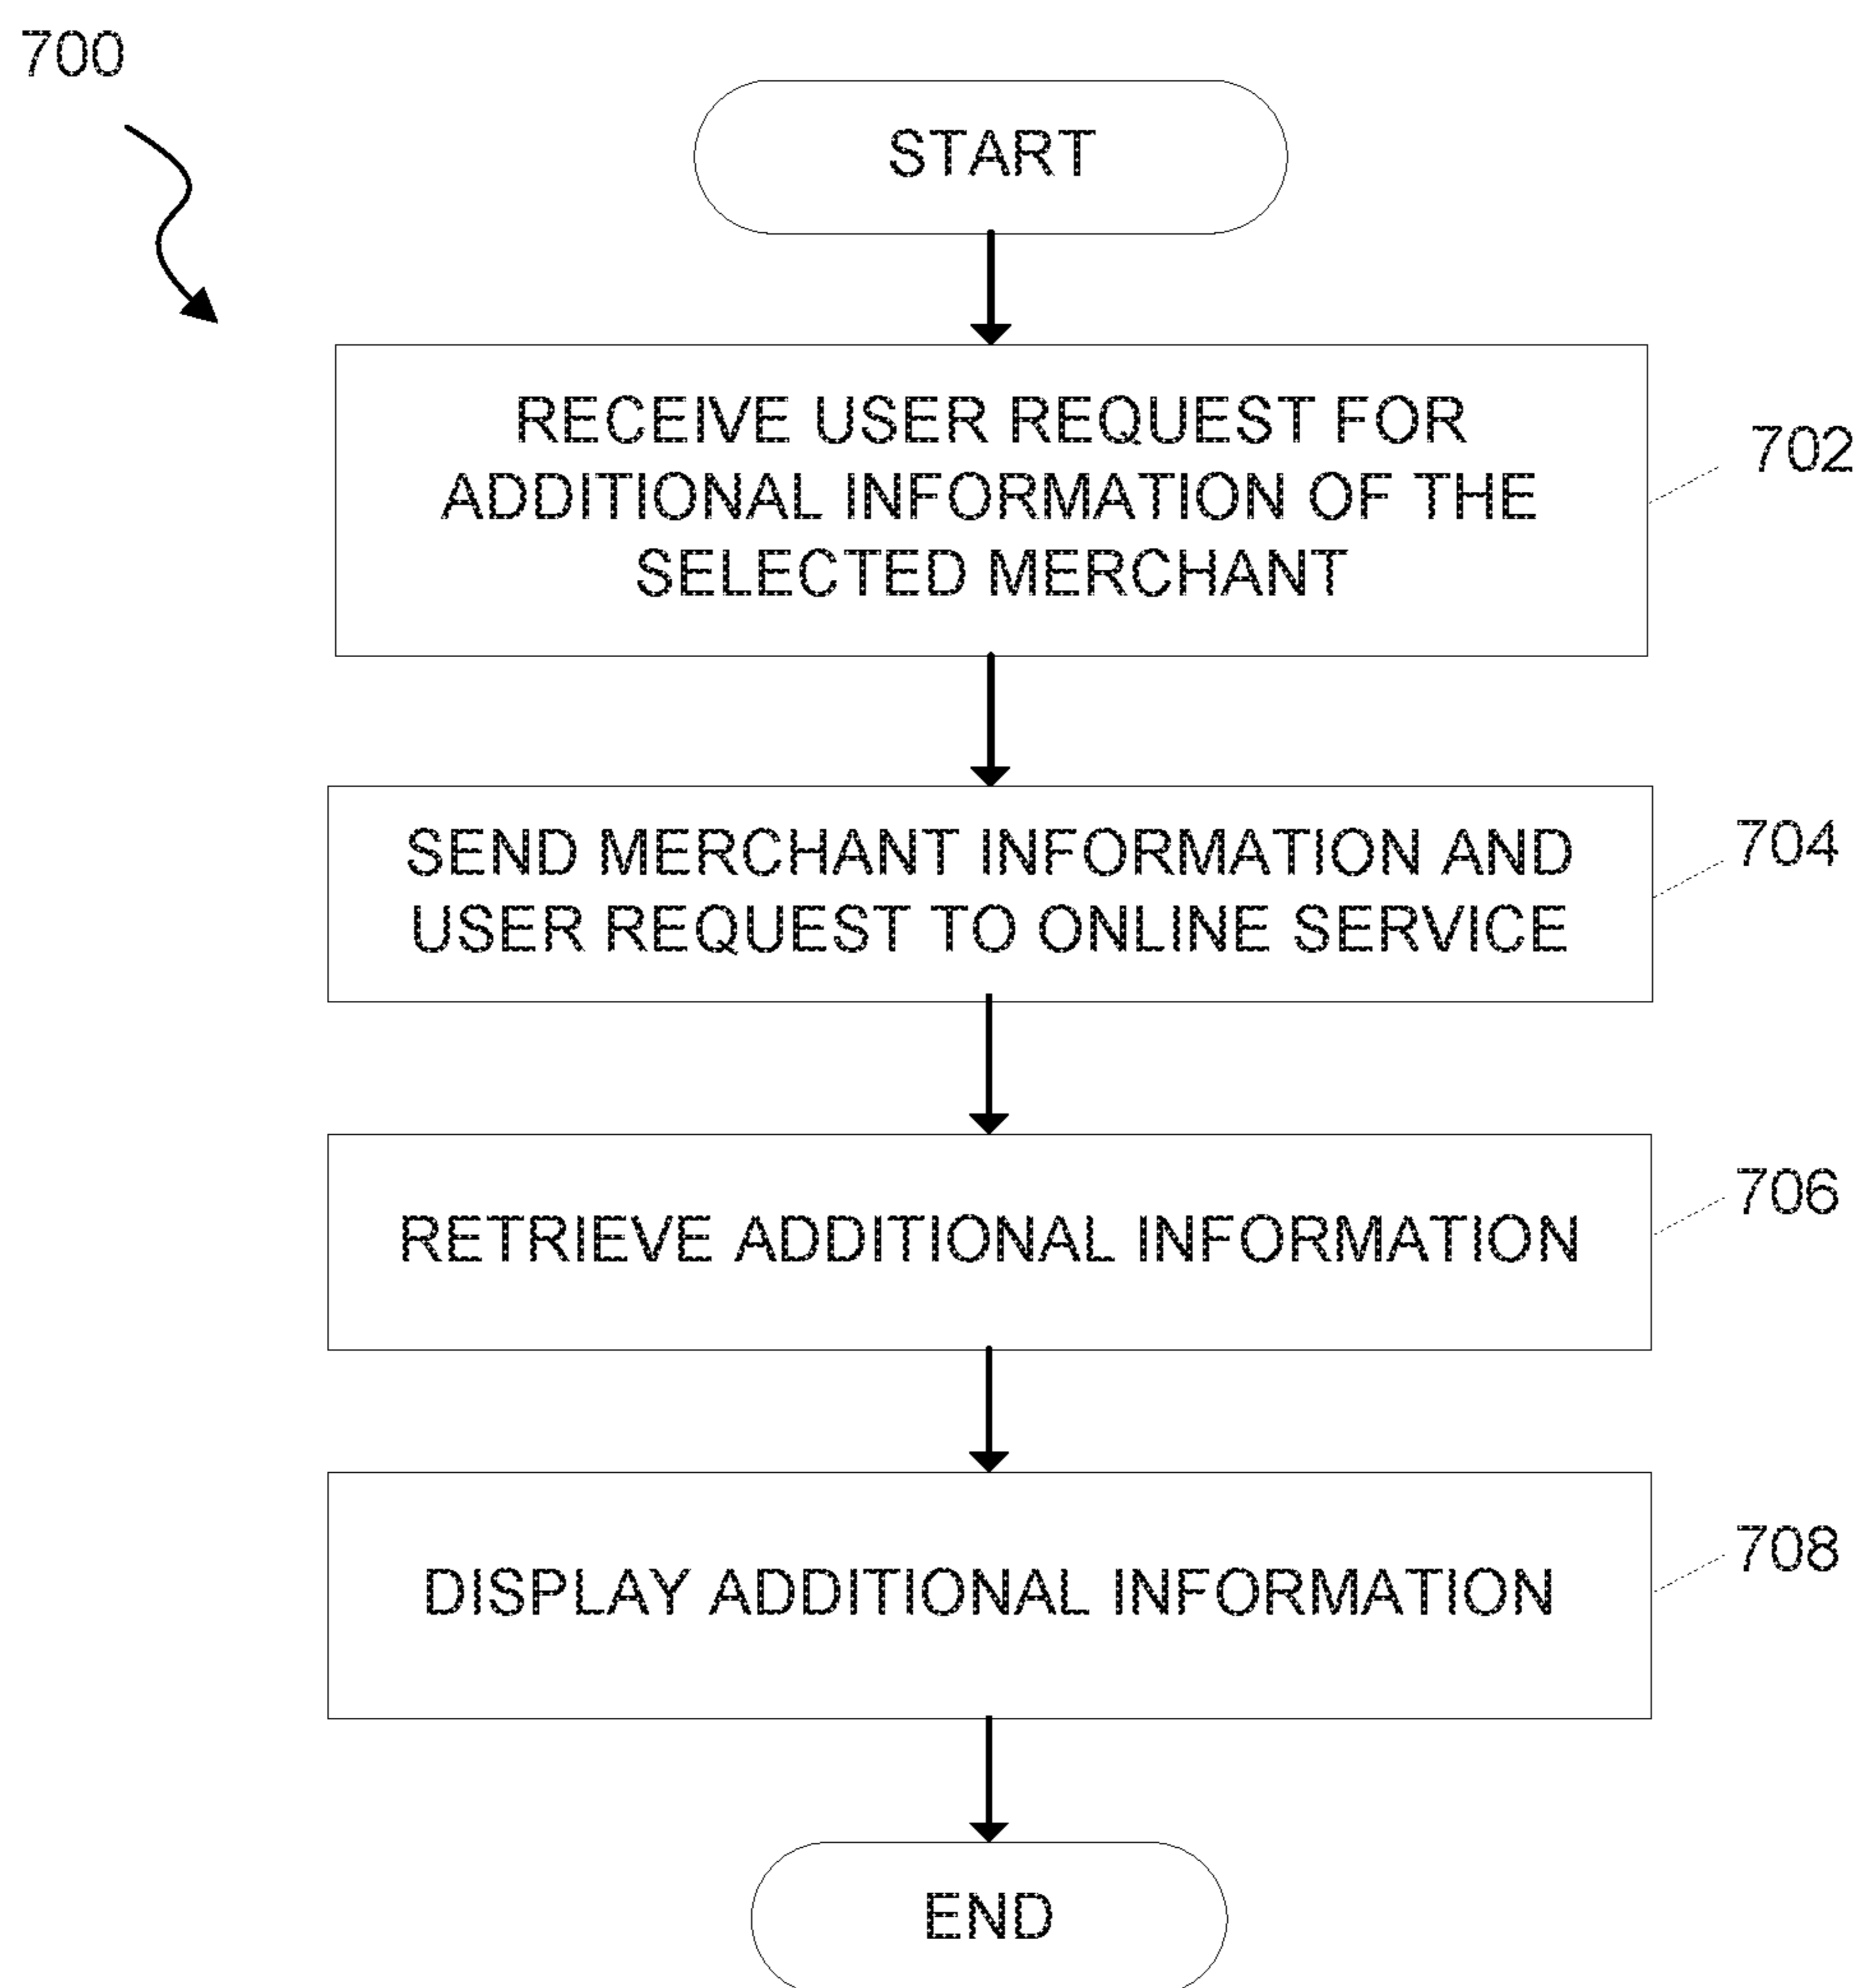 700
START
RECEIVE USER REQUEST FOR
ADDITIONAL INFORMATION OF THE
SELECTED MERCHANT
702
SEND MERCHANT INFORMATION AND
USER REQUEST TO ONLINE SERVICE
704
RETRIEVE ADDITIONAL INFORMATION
706
DISPLAY ADDITIONAL INFORMATION
708
END